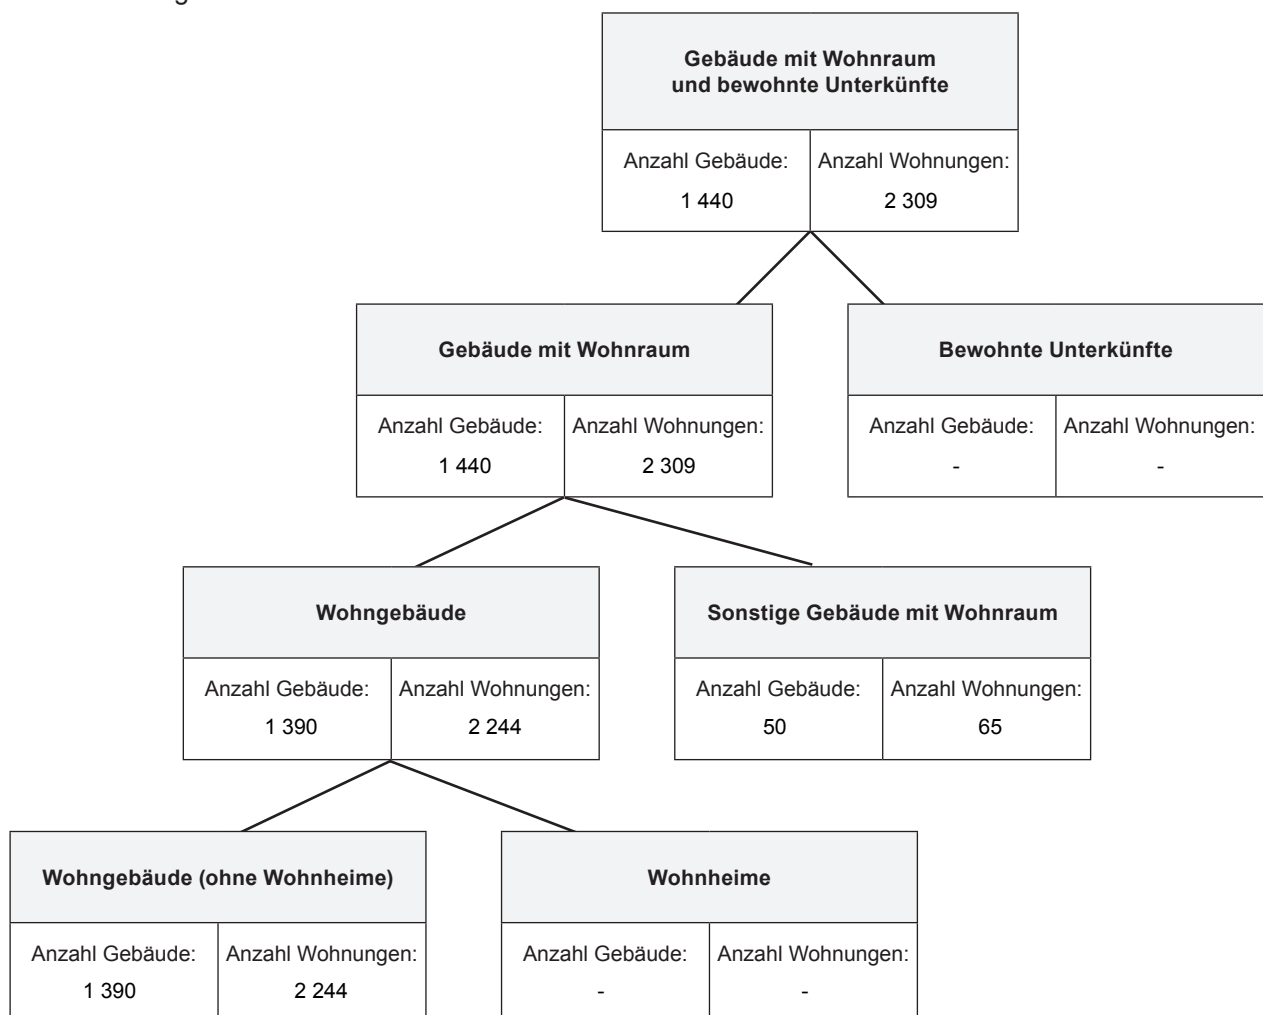 Gebäude mit Wohnraum
und bewohnte Unterkünfte
Anzahl Gebäude: Anzahl Wohnungen:
1 440 2 309
Gebäude mit Wohnraum Bewohnte Unterkünfte
Anzahl Gebäude: Anzahl Wohnungen: Anzahl Gebäude: Anzahl Wohnungen:
1 440 2 309 - -
Wohngebäude Sonstige Gebäude mit Wohnraum
Anzahl Gebäude: Anzahl Wohnungen: Anzahl Gebäude: Anzahl Wohnungen:
1 390 2 244 50 65
Wohngebäude (ohne Wohnheime) Wohnheime
Anzahl Gebäude: Anzahl Wohnungen: Anzahl Gebäude: Anzahl Wohnungen:
1 390 2 244 - -